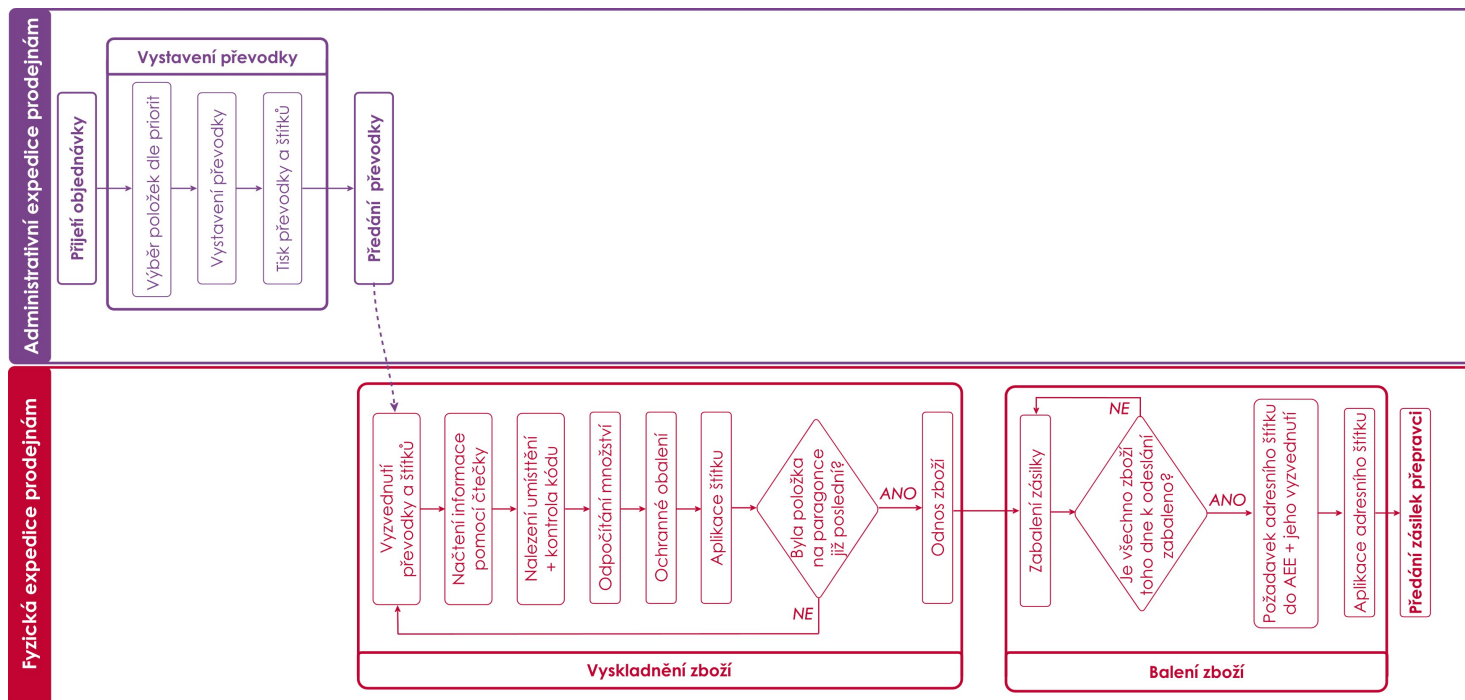 Administrativní expedice prodejnám
Přijetí objednávky
Vystavení převodky
Výběr položek dle priorit
Vystavení převodky
Tisk převodky a štítků
Předání převodky
Fyzická expedice prodejnám
Vyskladnění zboží
Vyzvednutí
převodky a štítků
Načtení informace
pomocí čtečky
Nalezení umísttění
+ kontrola kódu
Odpočítání množství
Ochranné obalení
Aplikace štítku
Byla položka
na paragonce
již poslední?
NE
ANO
Odnos zboží
Balení zboží
Zabalení zásilky
Je všechno zboží
toho dne k odeslání
zabaleno?
NE
ANO
Požadavek adresního štítku
do AEE + jeho vyzvednutí
Aplikace adresního štítku
Předání zásilek přepravci